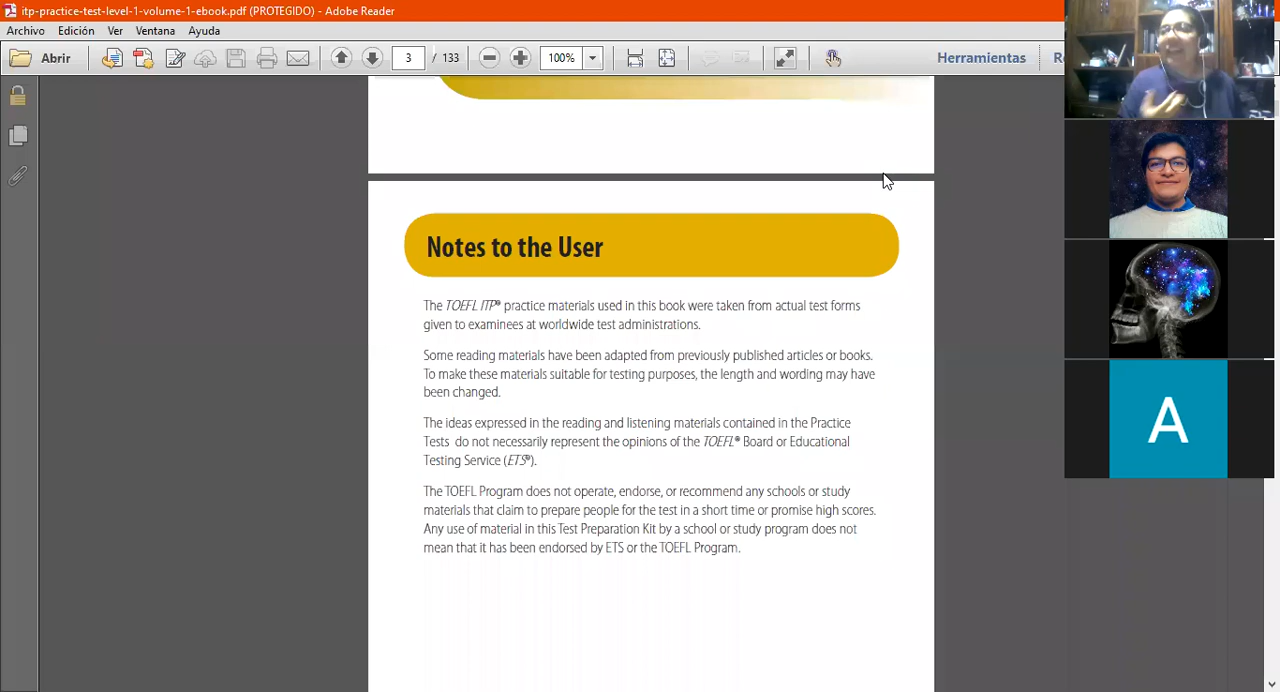 itp-practice-test-level-1-volume-1-ebook.pdf (PROTEGIDO) - Adobe Reader
Archivo Edición Ver Ventana Ayuda
Abrir 3 / 133 100% Herramientas
Notes to the User
The TOEFL ITP® practice materials used in this book were taken from actual test forms
given to examinees at worldwide test administrations.
Some reading materials have been adapted from previously published articles or books.
To make these materials suitable for testing purposes, the length and wording may have
been changed.
The ideas expressed in the reading and listening materials contained in the Practice
Tests do not necessarily represent the opinions of the TOEFL® Board or Educational
Testing Service (ETS®).
The TOEFL Program does not operate, endorse, or recommend any schools or study
materials that claim to prepare people for the test in a short time or promise high scores.
Any use of material in this Test Preparation Kit by a school or study program does not
mean that it has been endorsed by ETS or the TOEFL Program.
A